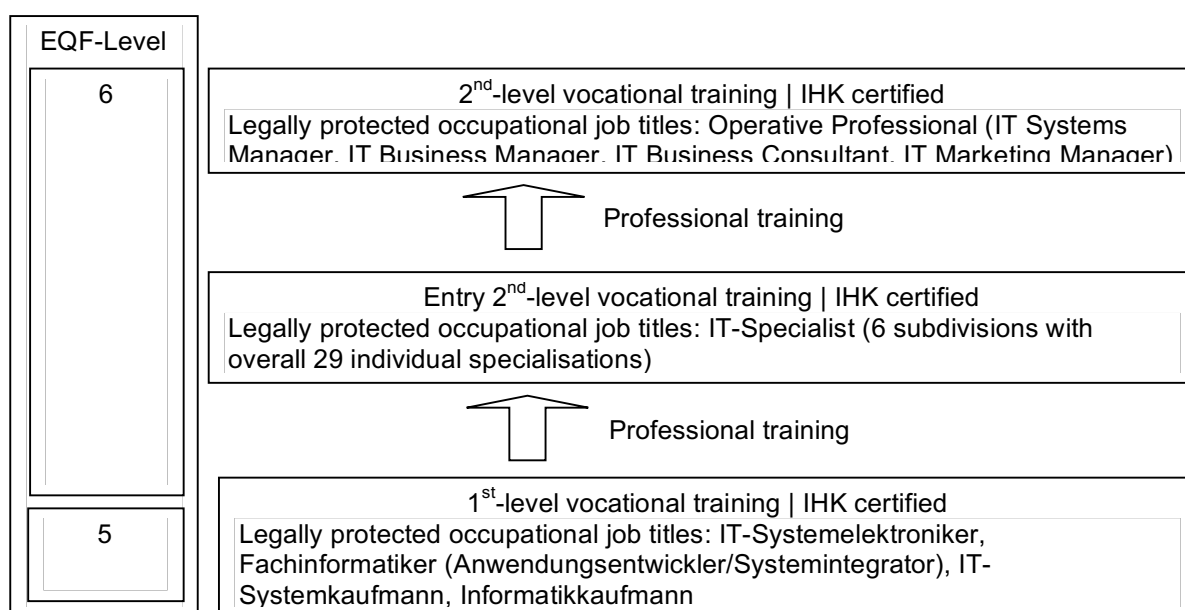 EQF-Level
6
2nd-level vocational training | IHK certified
Legally protected occupational job titles: Operative Professional (IT Systems
Manager, IT Business Manager, IT Business Consultant, IT Marketing Manager)
Professional training
Entry 2nd-level vocational training | IHK certified
Legally protected occupational job titles: IT-Specialist (6 subdivisions with
overall 29 individual specialisations)
Professional training
1st-level vocational training | IHK certified
5
Legally protected occupational job titles: IT-Systemelektroniker,
Fachinformatiker (Anwendungsentwickler/Systemintegrator), IT-
Systemkaufmann, Informatikkaufmann